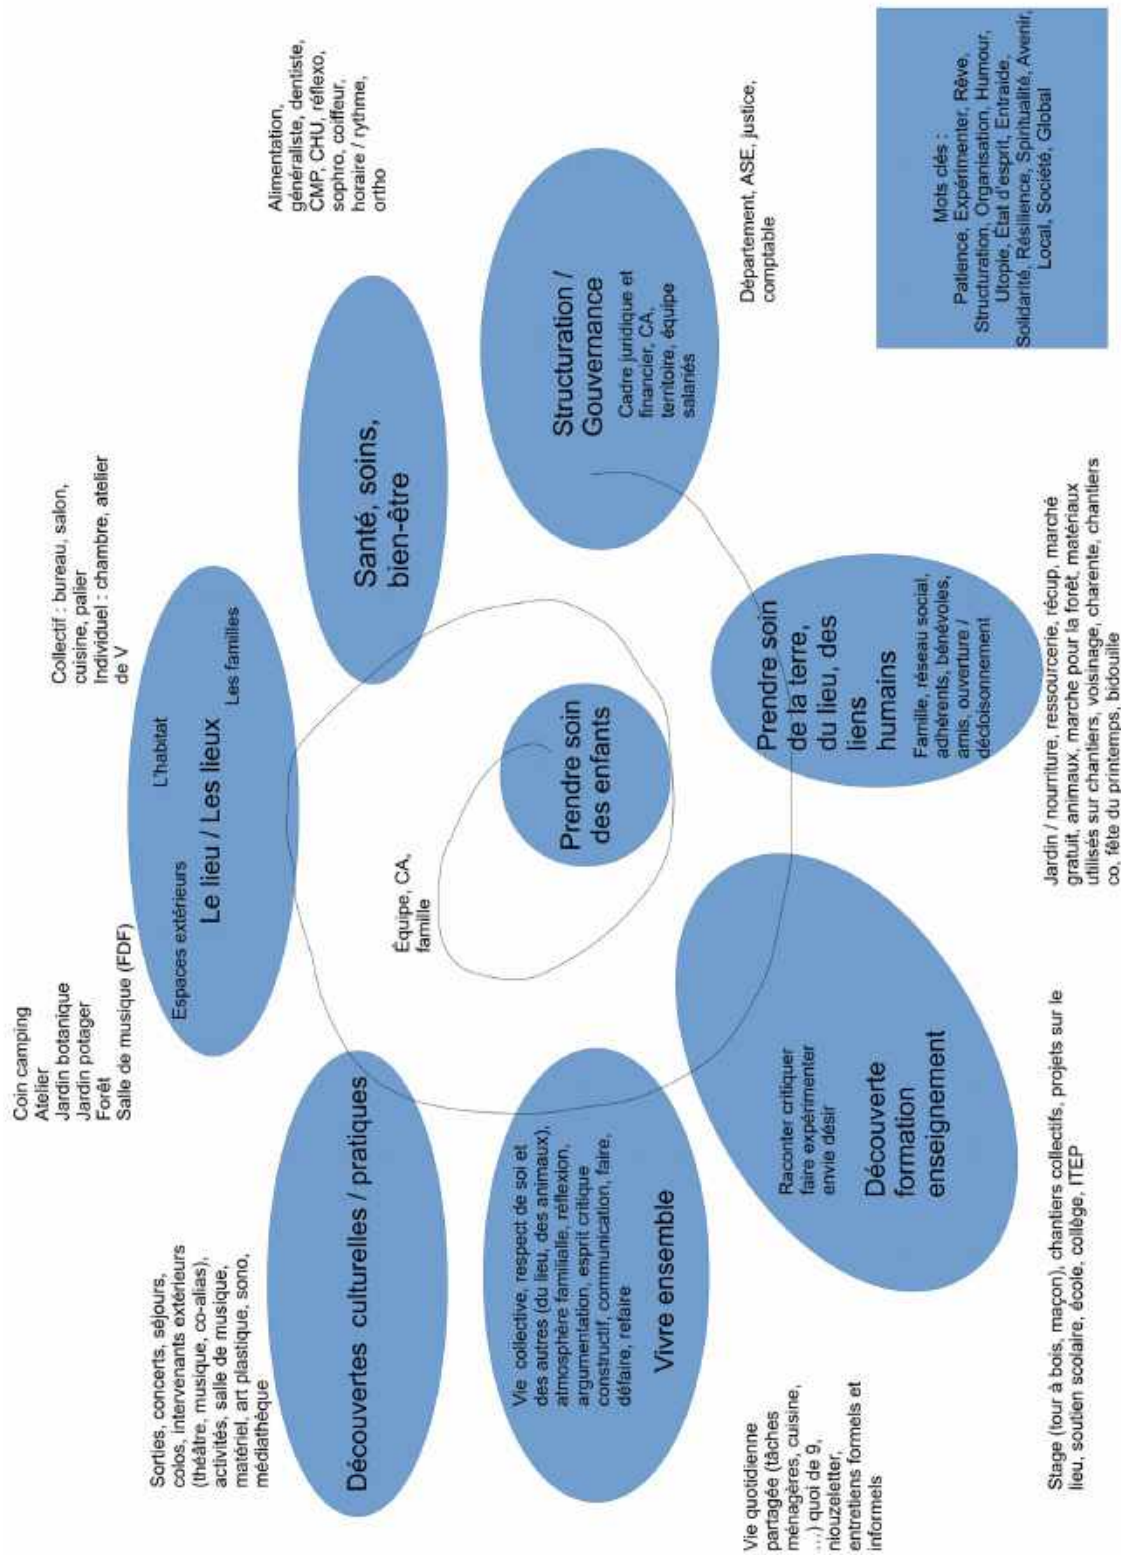 Coin camping
Atelier
Jardin botanique
Jardin potager
Forêt
Salle de musique (FDF)
Collectif : bureau, salon,
cuisine, palier
Individuel : chambre, atelier
de V
Espaces extérieurs
L'habitat
Le lieu / Les lieux
Les familles
Sorties, concerts, séjours,
colos, intervenants extérieurs
(théâtre, musique, co-alias),
activités, salle de musique,
matériel, art plastique, sono,
médiathèque
Découvertes culturelles / pratiques
Alimentation,
généraliste, dentiste,
CMP, CHU, réflexo,
sophro, coiffeur,
horaire / rythme,
ortho
Santé, soins,
bien-être
Équipe, CA,
famille
Prendre soin
des enfants
Vie collective, respect de soi et
des autres (du lieu, des animaux),
atmosphère familialle, réflexion,
argumentation, esprit critique
constructif, communication, faire,
défaire, refaire
Vivre ensemble
Structuration /
Gouvernance
Cadre juridique et
financier, CA,
territoire, équipe
salariés
Département, ASE, justice,
comptable
Vie quotidienne
partagée (tâches
ménagères, cuisine,
…) quoi de 9,
niouzeletter,
entretiens formels et
informels
Raconter critiquer
faire expérimenter
envie désir
Découverte
formation
enseignement
Prendre soin
de la terre,
du lieu, des
liens
humains
Famille, réseau social,
adhérents, bénévoles,
amis, ouverture /
décloisonnement
Mots clés :
Patience, Expérimenter, Rêve,
Structuration, Organisation, Humour,
Utopie, État d'esprit, Entraide,
Solidarité, Résilience, Spiritualité, Avenir,
Local, Société, Global
Stage (tour à bois, maçon), chantiers collectifs, projets sur le
lieu, soutien scolaire, école, collège, ITEP
Jardin / nourriture, ressourcerie, récup, marché
gratuit, animaux, marche pour la forêt, matériaux
utilisés sur chantiers, voisinage, charente, chantiers
co, fête du printemps, bidouille